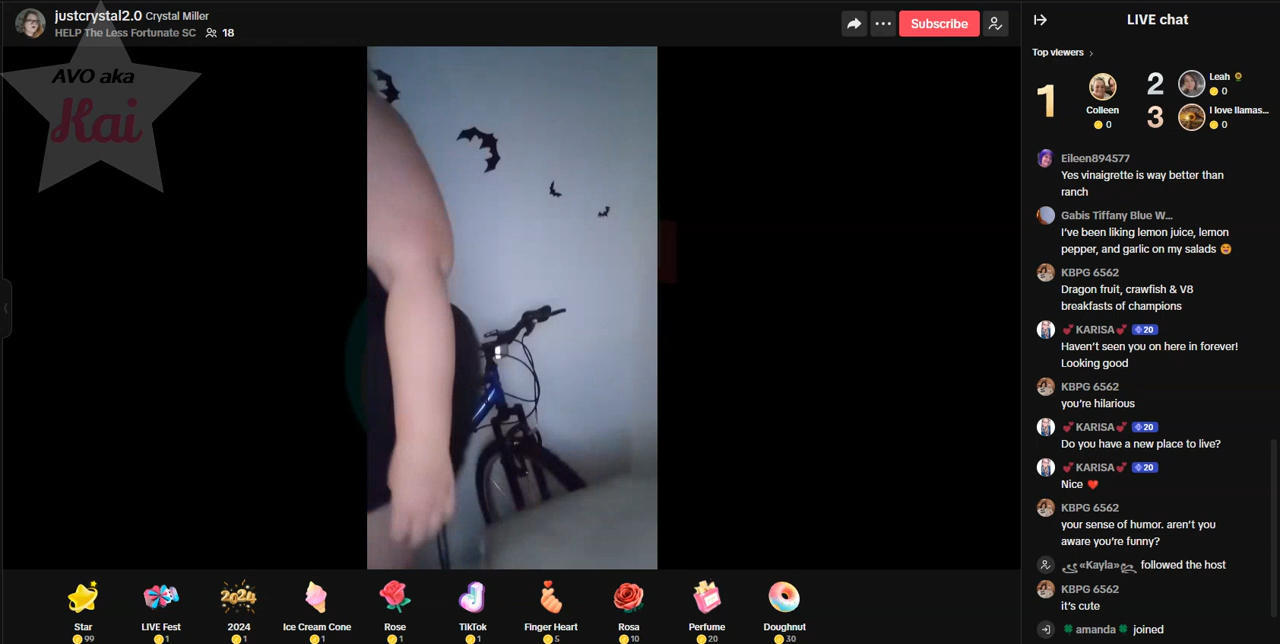 justcrystal2.0 Crystal Miller
HELP The Less Fortunate SC 18
Subscribe
AVO aka
Kai
LIVE chat
Top viewers
1
Colleen
0
2
Leah
0
3
I love llamas...
0
Eileen894577
Yes vinaigrette is way better than
ranch
Gabis Tiffany Blue W...
I've been liking lemon juice, lemon
pepper, and garlic on my salads
KBPG 6562
Dragon fruit, crawfish & V8
breakfasts of champions
KARISA 20
Haven't seen you on here in forever!
Looking good
KBPG 6562
you're hilarious
KARISA 20
Do you have a new place to live?
KARISA 20
Nice
KBPG 6562
your sense of humor. aren't you
aware you're funny?
«Kayla» followed the host
KBPG 6562
it's cute
amanda joined
2024
Star
99
LIVE Fest
1
2024
1
Ice Cream Cone
1
Rose
1
TikTok
1
Finger Heart
5
Rosa
10
Perfume
20
Doughnut
30